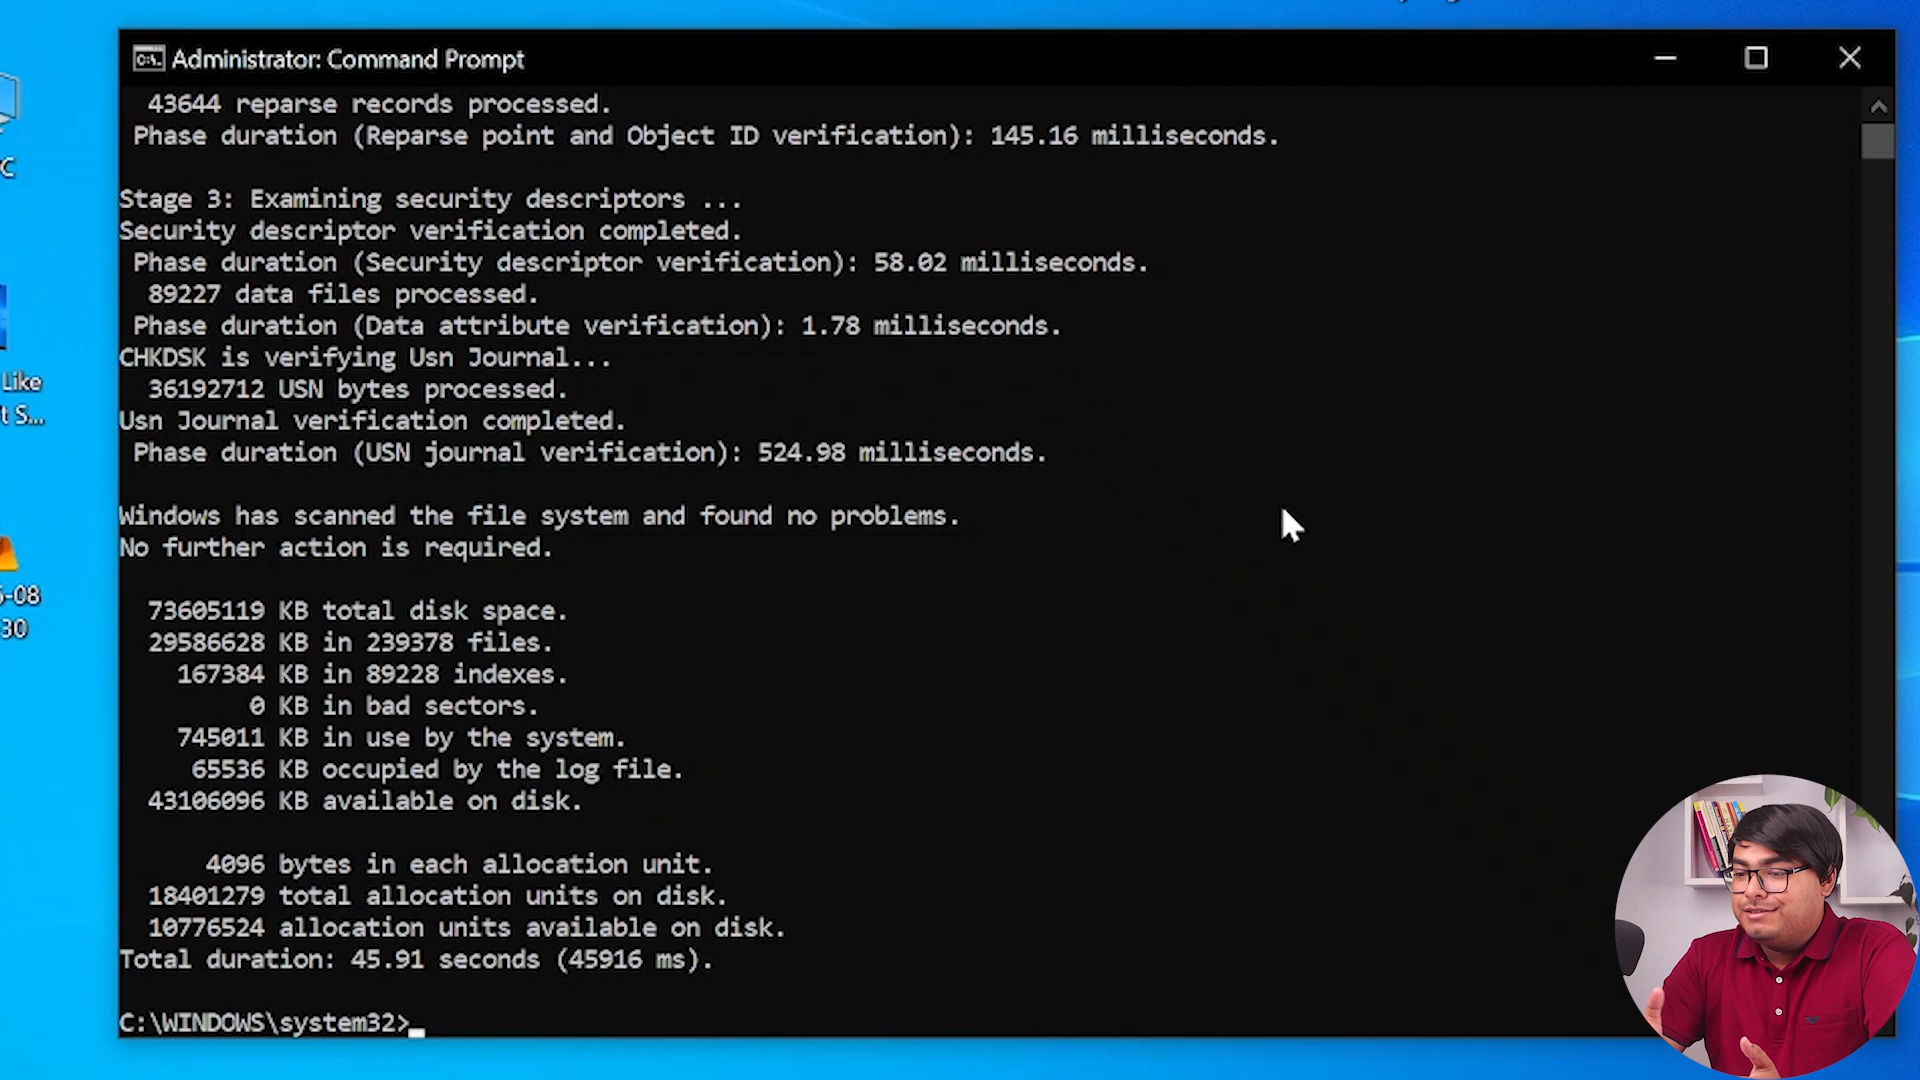 Administrator: Command Prompt
43644 reparse records processed.
Phase duration (Reparse point and Object ID verification): 145.16 milliseconds.
Stage 3: Examining security descriptors ...
Security descriptor verification completed.
Phase duration (Security descriptor verification): 58.02 milliseconds.
89227 data files processed.
Phase duration (Data attribute verification): 1.78 milliseconds.
CHKDSK is verifying Usn Journal...
36192712 USN bytes processed.
Usn Journal verification completed.
Phase duration (USN journal verification): 524.98 milliseconds.
Windows has scanned the file system and found no problems.
No further action is required.
73605119 KB total disk space.
29586628 KB in 239378 files.
167384 KB in 89228 indexes.
0 KB in bad sectors.
745011 KB in use by the system.
65536 KB occupied by the log file.
43106096 KB available on disk.
4096 bytes in each allocation unit.
18401279 total allocation units on disk.
10776524 allocation units available on disk.
Total duration: 45.91 seconds (45916 ms).
C:\WINDOWS\system32>
C
Like
t S...
-08
30